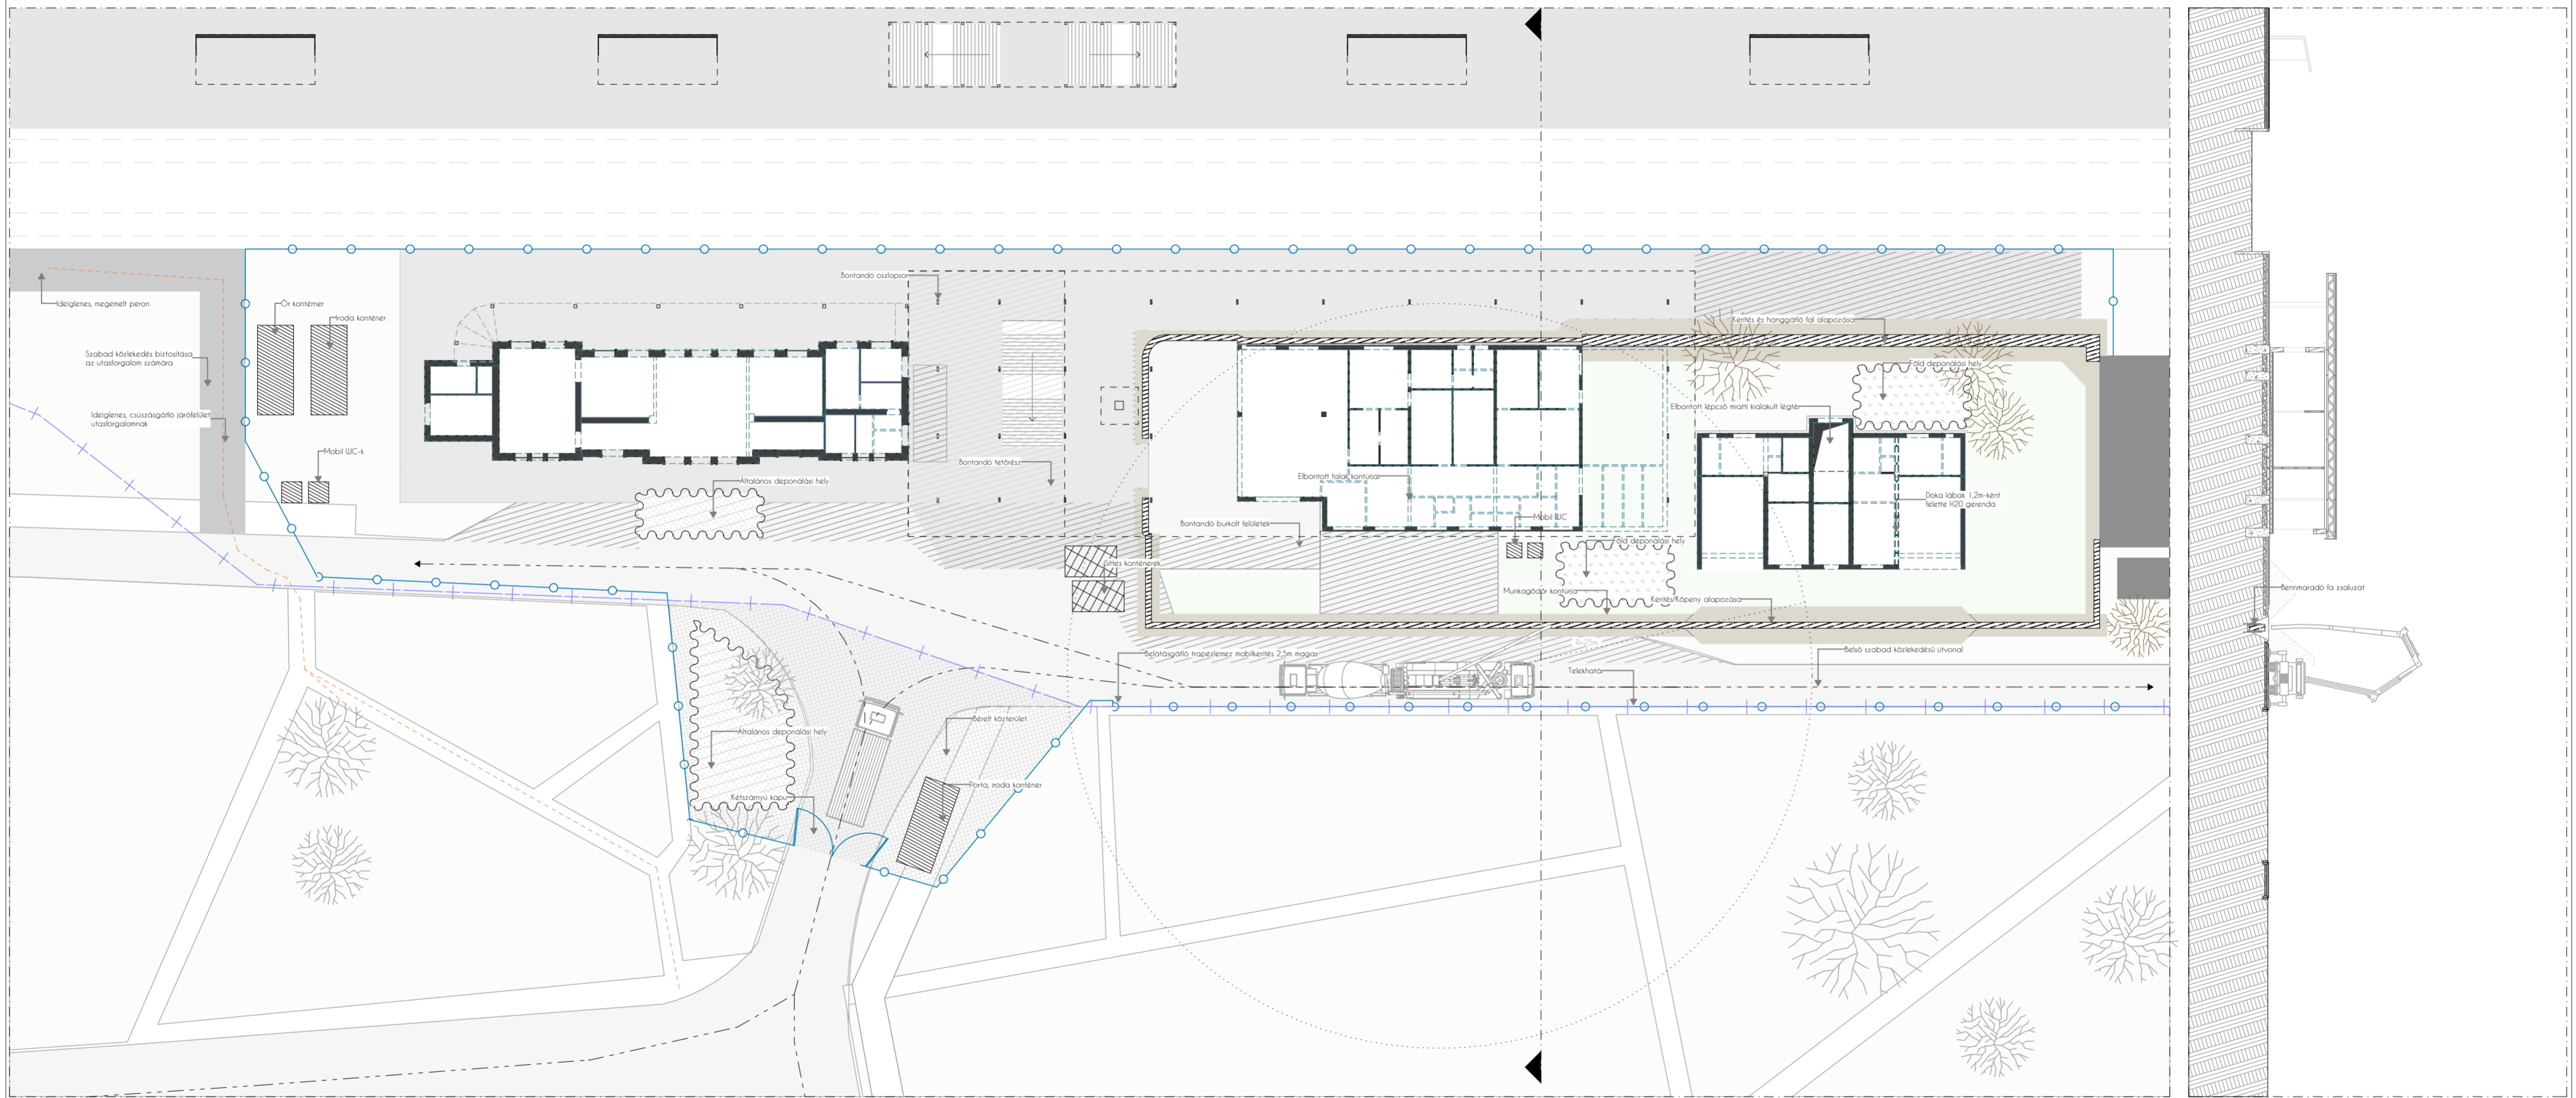 Bontandó oszlopsor
Ideiglenes, megemelt peron
Őr konténer
Iroda konténer
Kerítés és hanggátló fal alapozása
Szabad közlekedés biztosítása
az utasforgalom számára
Föld deponálási hely
Elbontott lépcső miatti kialakult légtér
Ideiglenes, csúszásgátló járófelület
utasforgalomnak
Mobil WC-k
Bontandó tetőrész
Általános deponálási hely
Elbontott falak kontúrjai
Doka lábak 1,2m-ként
felette H20 gerenda
Bontandó burkolt felületek
Mobil WC
Föld deponálási hely
Sittes konténerek
Munkagödör kontúrja
Kerítés/Köpeny alapozása
Bennmaradó fa zsaluzat
R=25m
Belátásgátló trapézlemez mobilkerítés 2,5m magas
Belső szabad közlekedésű útvonal
Telekhatár
Bérelt közterület
Általános deponálási hely
Porta, iroda konténer
Kétszárnyú kapu